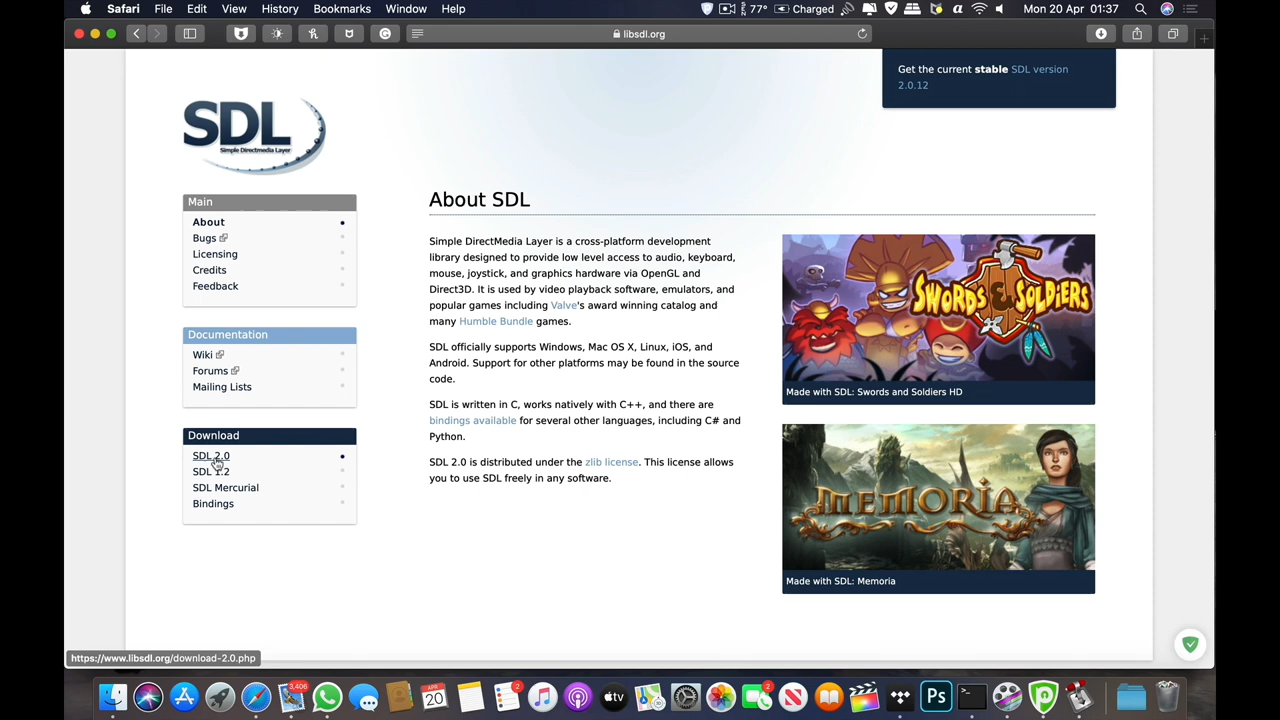 Safari File Edit View History Bookmarks Window Help
77° Charged Mon 20 Apr 01:37
libsdl.org
Get the current stable SDL version
2.0.12
SDL
Simple Directmedia Layer
Main
About
Bugs
Licensing
Credits
Feedback
Documentation
Wiki
Forums
Mailing Lists
Download
SDL 2.0
SDL 1.2
SDL Mercurial
Bindings
About SDL
Simple DirectMedia Layer is a cross-platform development
library designed to provide low level access to audio, keyboard,
mouse, joystick, and graphics hardware via OpenGL and
Direct3D. It is used by video playback software, emulators, and
popular games including Valve's award winning catalog and
many Humble Bundle games.
SDL officially supports Windows, Mac OS X, Linux, iOS, and
Android. Support for other platforms may be found in the source
code.
SDL is written in C, works natively with C++, and there are
bindings available for several other languages, including C# and
Python.
SDL 2.0 is distributed under the zlib license. This license allows
you to use SDL freely in any software.
SWORDS & SOLDIERS
Made with SDL: Swords and Soldiers HD
MEMORIA
Made with SDL: Memoria
https://www.libsdl.org/download-2.0.php
3,406
APR
20
2
tv
2
Ps